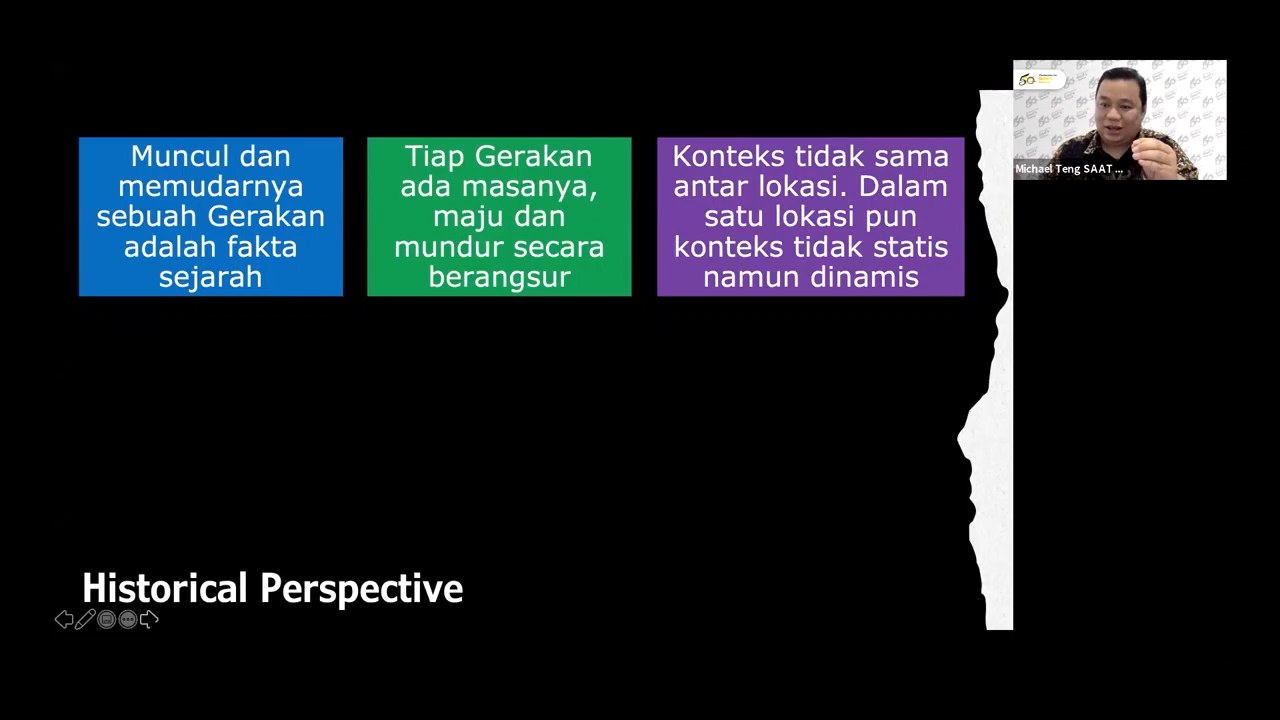 Muncul dan
memudarnya
sebuah Gerakan
adalah fakta
sejarah
Tiap Gerakan
ada masanya,
maju dan
mundur secara
berangsur
Konteks tidak sama
antar lokasi. Dalam
satu lokasi pun
konteks tidak statis
namun dinamis
50
Michael Teng SAAT ...
Historical Perspective